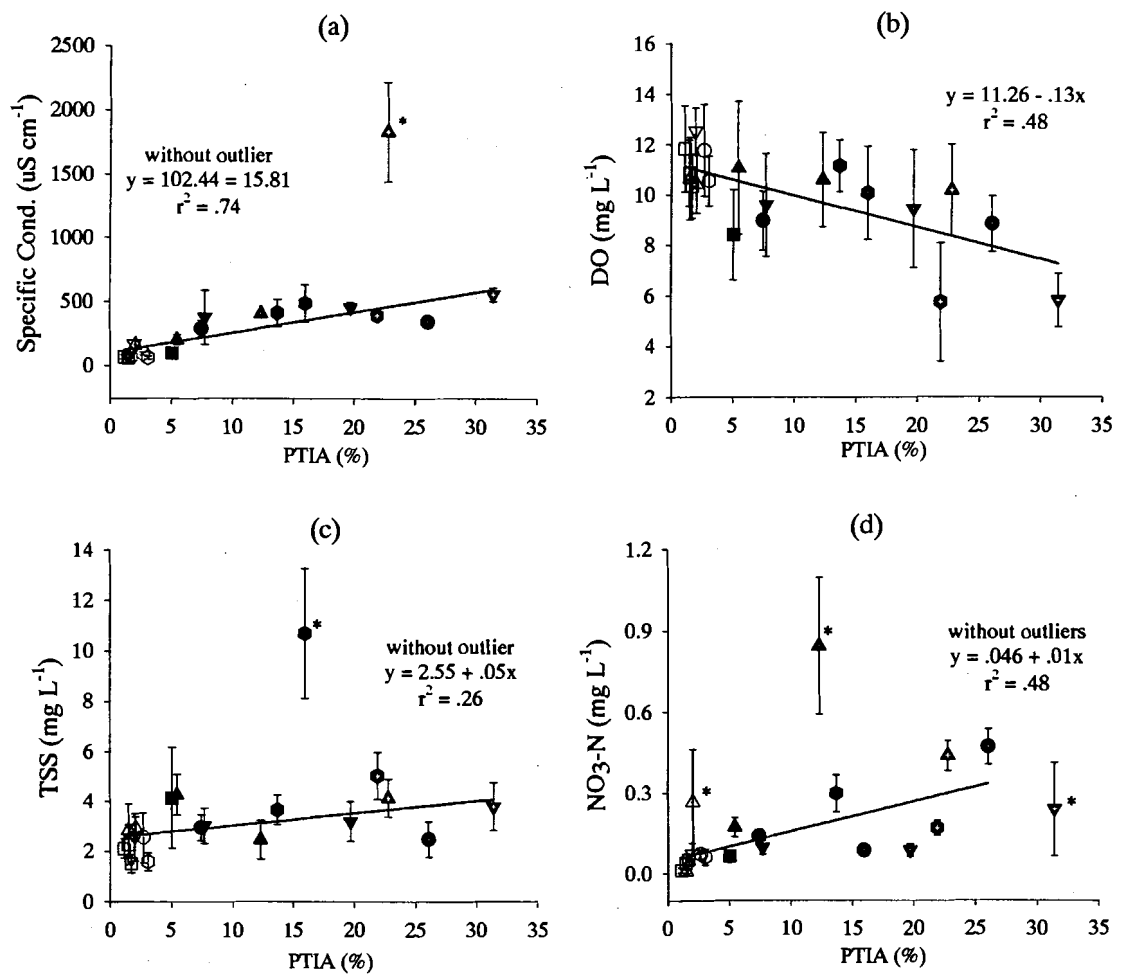 (a)
2500
2000
1500
1000
500
0
Specific Cond. (uS cm-1)
without outlier
y = 102.44 = 15.81
r2 = .74
*
0 5 10 15 20 25 30 35
PTIA (%)
(b)
16
14
12
10
8
6
4
2
DO (mg L-1)
y = 11.26 - .13x
r2 = .48
0 5 10 15 20 25 30 35
PTIA (%)
(c)
14
12
10
8
6
4
2
0
TSS (mg L-1)
*
without outlier
y = 2.55 + .05x
r2 = .26
0 5 10 15 20 25 30 35
PTIA (%)
(d)
1.2
0.9
0.6
0.3
0.0
NO3-N (mg L-1)
*
*
*
without outliers
y = .046 + .01x
r2 = .48
0 5 10 15 20 25 30 35
PTIA (%)